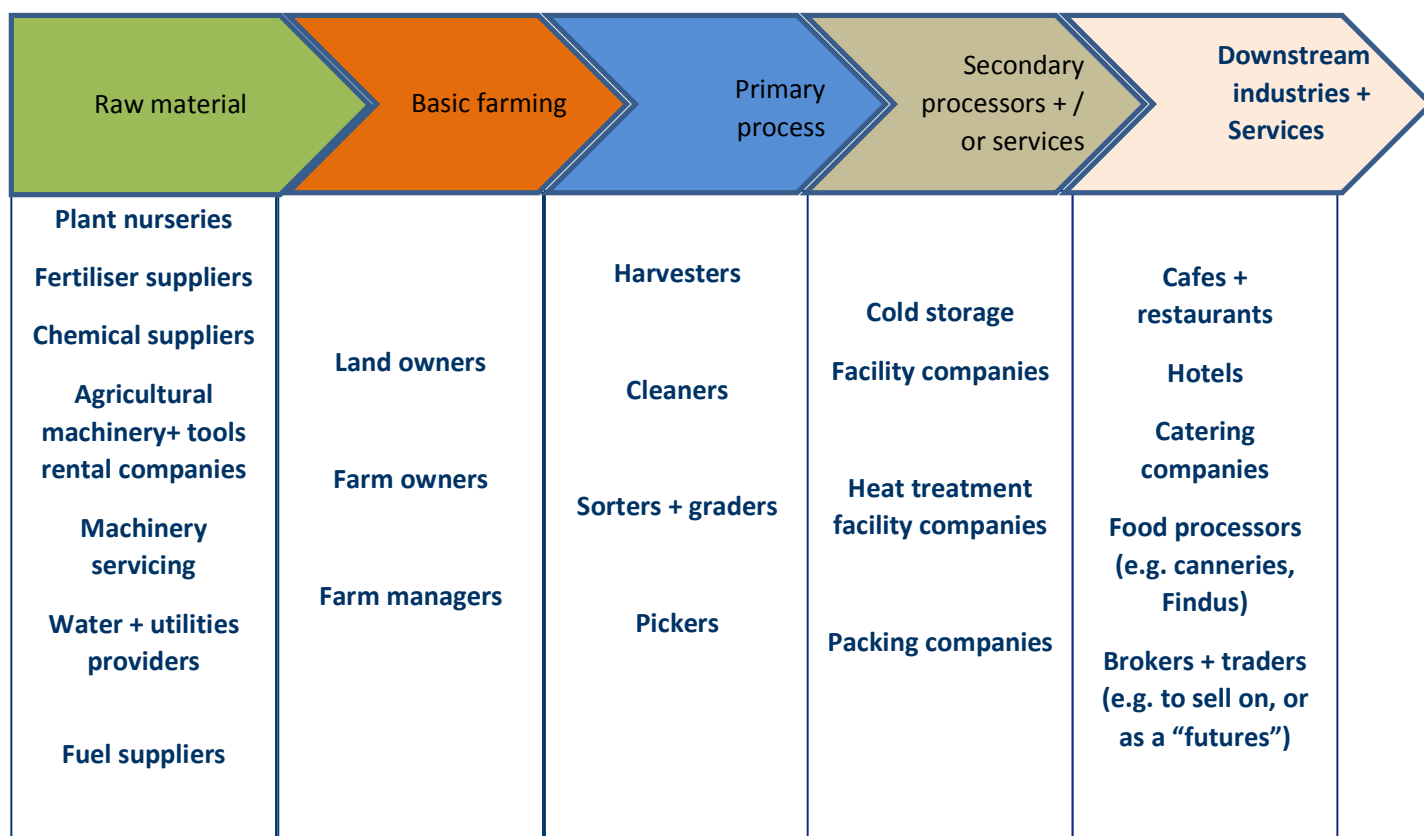 Raw material
Basic farming
Primary
process
Secondary
processors + /
or services
Downstream
industries +
Services
Plant nurseries
Fertiliser suppliers
Chemical suppliers
Agricultural
machinery+ tools
rental companies
Machinery
servicing
Water + utilities
providers
Fuel suppliers
Land owners
Farm owners
Farm managers
Harvesters
Cleaners
Sorters + graders
Pickers
Cold storage
Facility companies
Heat treatment
facility companies
Packing companies
Cafes +
restaurants
Hotels
Catering
companies
Food processors
(e.g. canneries,
Findus)
Brokers + traders
(e.g. to sell on, or
as a “futures”)